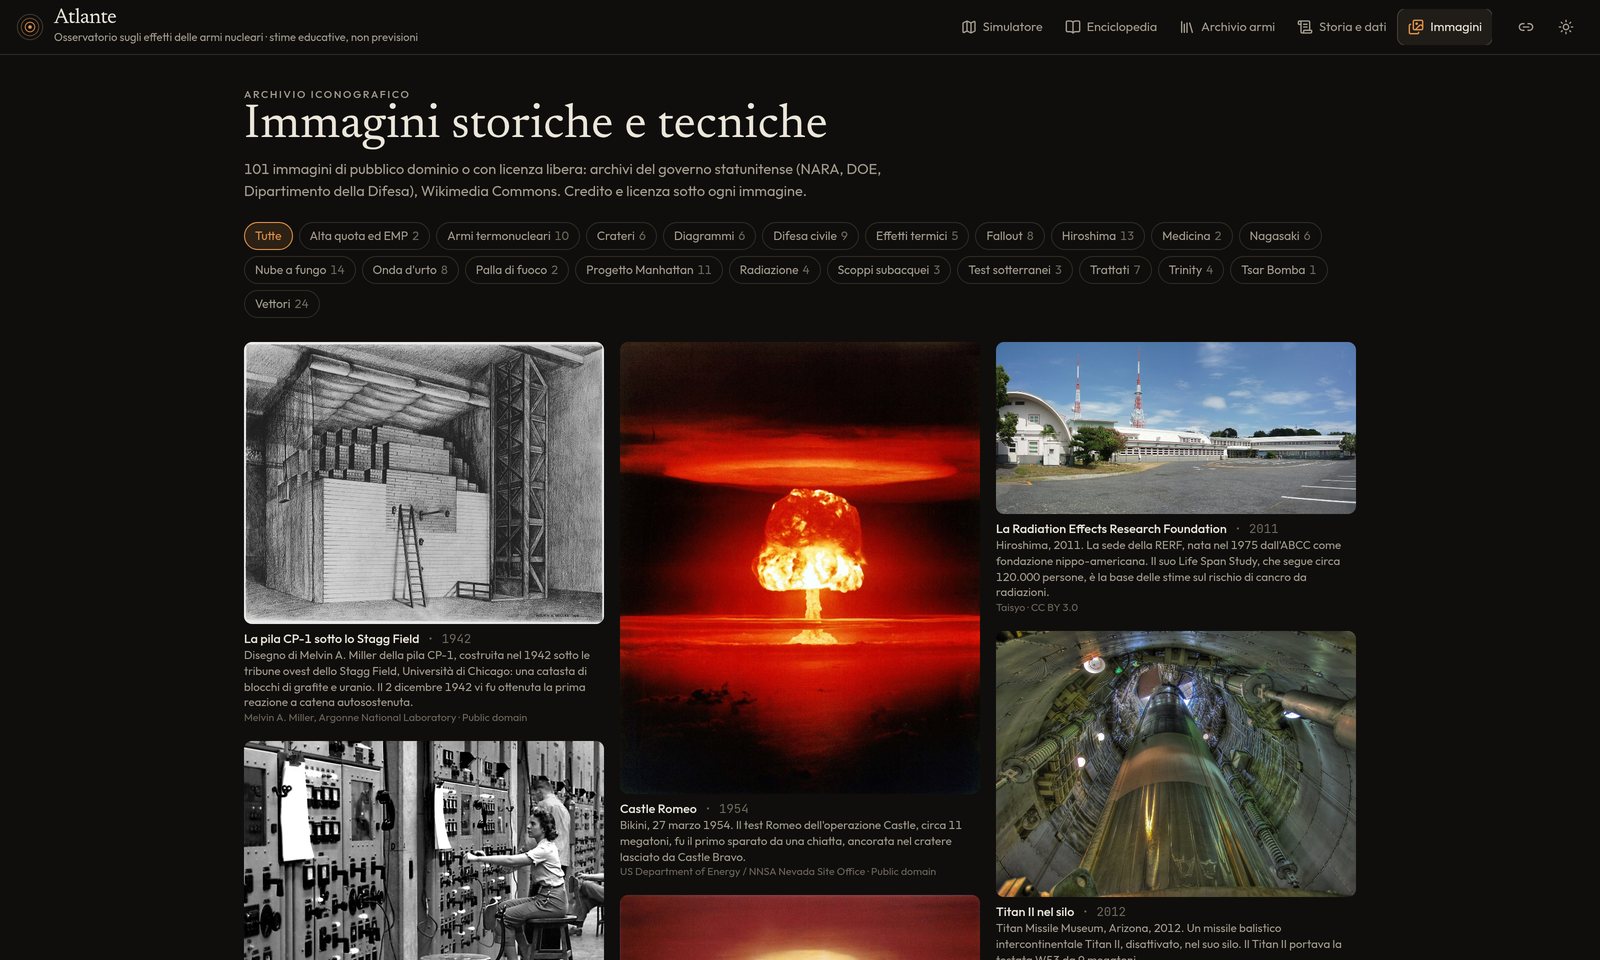 Atlante
Osservatorio sugli effetti delle armi nucleari · stime educative, non previsioni
Simulatore
Enciclopedia
Archivio armi
Storia e dati
Immagini
ARCHIVIO ICONOGRAFICO
Immagini storiche e tecniche
101 immagini di pubblico dominio o con licenza libera: archivi del governo statunitense (NARA, DOE,
Dipartimento della Difesa), Wikimedia Commons. Credito e licenza sotto ogni immagine.
Tutte
Alta quota ed EMP 2
Armi termonucleari 10
Crateri 6
Diagrammi 6
Difesa civile 9
Effetti termici 5
Fallout 8
Hiroshima 13
Medicina 2
Nagasaki 6
Nube a fungo 14
Onda d'urto 8
Palla di fuoco 2
Progetto Manhattan 11
Radiazione 4
Scoppi subacquei 3
Test sotterranei 3
Trattati 7
Trinity 4
Tsar Bomba 1
Vettori 24
La pila CP-1 sotto lo Stagg Field · 1942
Disegno di Melvin A. Miller della pila CP-1, costruita nel 1942 sotto le
tribune ovest dello Stagg Field, Università di Chicago: una catasta di
blocchi di grafite e uranio. Il 2 dicembre 1942 vi fu ottenuta la prima
reazione a catena autosostenuta.
Melvin A. Miller, Argonne National Laboratory · Public domain
Castle Romeo · 1954
Bikini, 27 marzo 1954. Il test Romeo dell'operazione Castle, circa 11
megatoni, fu il primo sparato da una chiatta, ancorata nel cratere
lasciato da Castle Bravo.
US Department of Energy / NNSA Nevada Site Office · Public domain
La Radiation Effects Research Foundation · 2011
Hiroshima, 2011. La sede della RERF, nata nel 1975 dall'ABCC come
fondazione nippo-americana. Il suo Life Span Study, che segue circa
120.000 persone, è la base delle stime sul rischio di cancro da
radiazioni.
Taisyo · CC BY 3.0
Titan II nel silo · 2012
Titan Missile Museum, Arizona, 2012. Un missile balistico
intercontinentale Titan II, disattivato, nel suo silo. Il Titan II portava la
testata W53 da 9 megatoni.